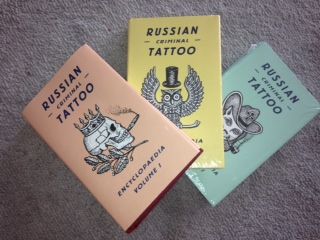 RUSSIAN
CRIMINAL
TATTOO
ENCYCLOPAEDIA
VOLUME I
RUSSIAN
CRIMINAL
TATTOO
RUSSIAN
CRIMINAL
TATTOO